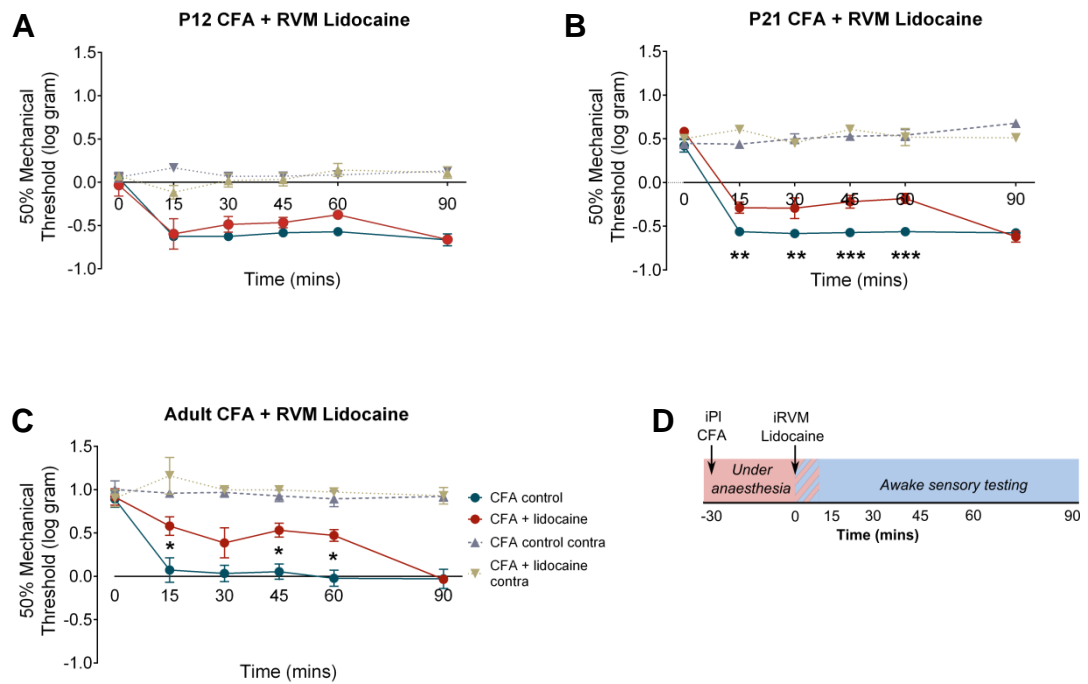 A
P12 CFA + RVM Lidocaine
50% Mechanical
Threshold (log gram)
1.5
1.0
0.5
0.0
-0.5
-1.0
0 15 30 45 60 90
Time (mins)
B
P21 CFA + RVM Lidocaine
50% Mechanical
Threshold (log gram)
1.5
1.0
0.5
0.0
-0.5
-1.0
0 15 30 45 60 90
** ** *** ***
Time (mins)
C
Adult CFA + RVM Lidocaine
50% Mechanical
Threshold (log gram)
1.5
1.0
0.5
0.0
-0.5
-1.0
* * *
0 15 30 45 60 90
Time (mins)
CFA control
CFA + lidocaine
CFA control contra
CFA + lidocaine
contra
D
iPl
CFA
iRVM
Lidocaine
Under
anaesthesia
Awake sensory testing
-30 0 15 30 45 60 90
Time (mins)